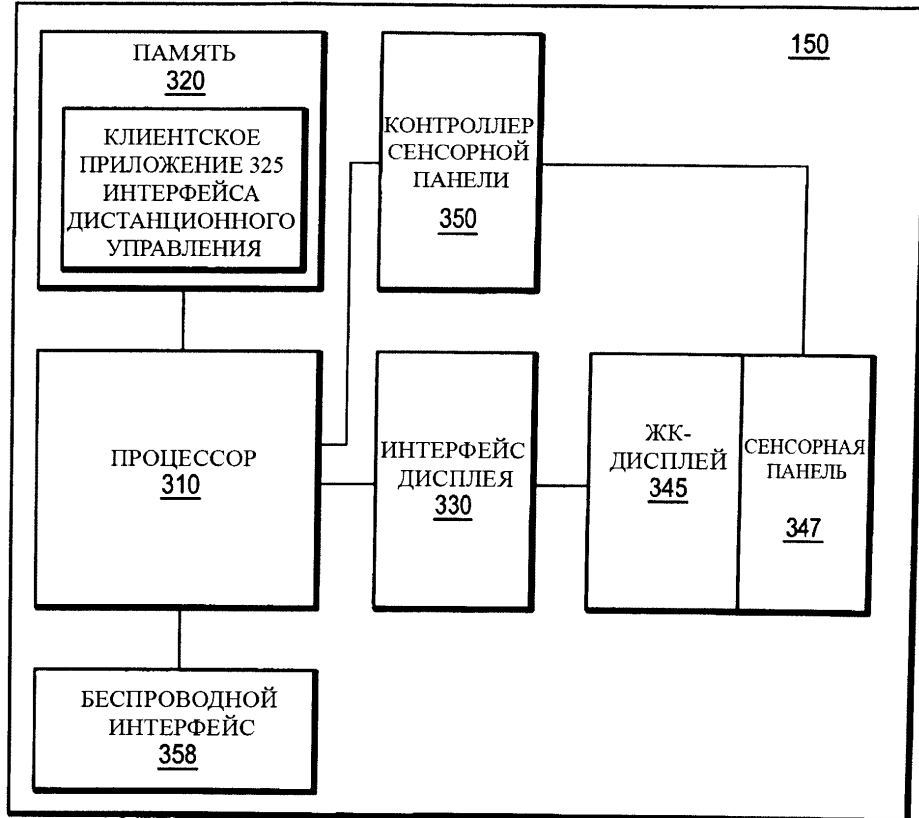 ПАМЯТЬ
320
КЛИЕНТСКОЕ
ПРИЛОЖЕНИЕ 325
ИНТЕРФЕЙСА
ДИСТАНЦИОННОГО
УПРАВЛЕНИЯ
150
КОНТРОЛЛЕР
СЕНСОРНОЙ
ПАНЕЛИ
350
ПРОЦЕССОР
310
ИНТЕРФЕЙС
ДИСПЛЕЯ
330
ЖК-
ДИСПЛЕЙ
345
СЕНСОРНАЯ
ПАНЕЛЬ
347
БЕСПРОВОДНОЙ
ИНТЕРФЕЙС
358